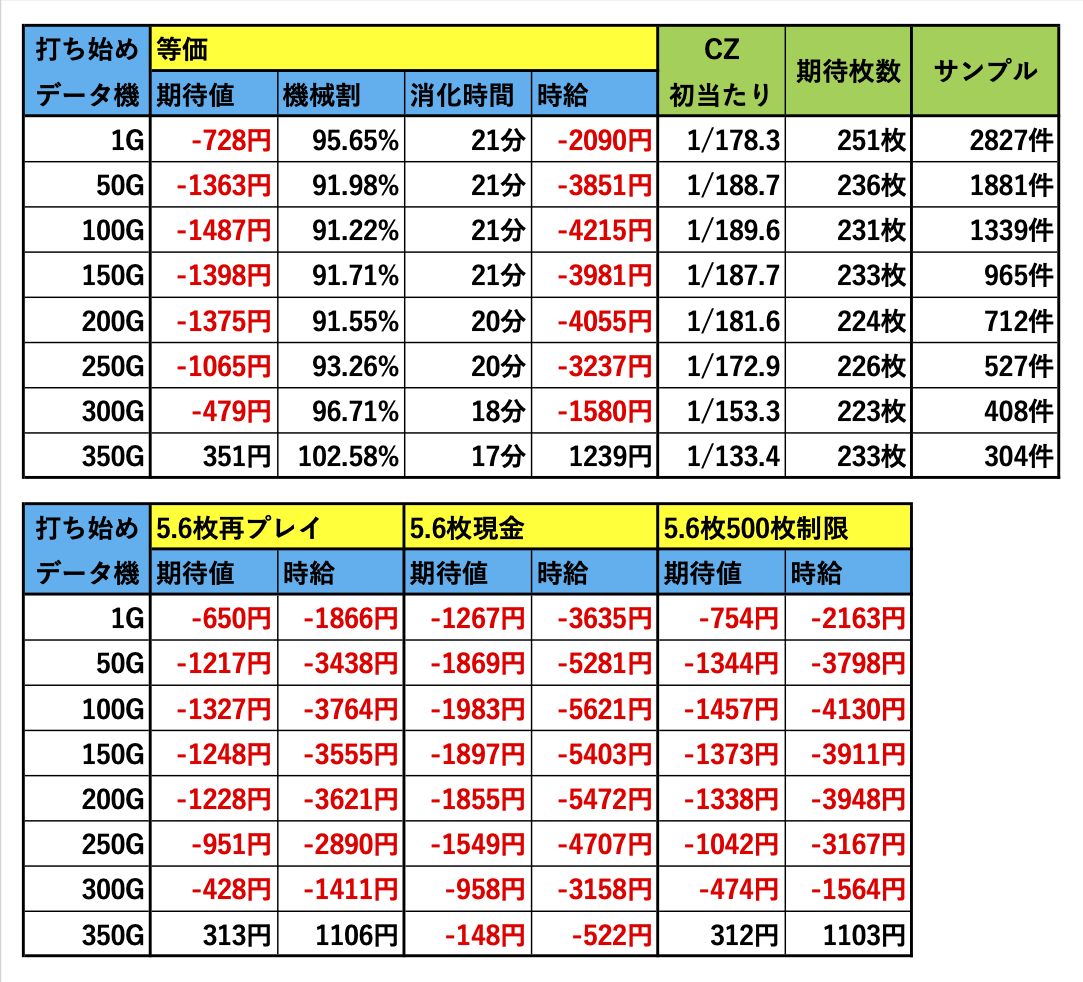 打ち始め 等価 CZ 期待枚数 サンプル
データ機 期待値 機械割 消化時間 時給 初当たり
1G -728円 95.65% 21分 -2090円 1/178.3 251枚 2827件
50G -1363円 91.98% 21分 -3851円 1/188.7 236枚 1881件
100G -1487円 91.22% 21分 -4215円 1/189.6 231枚 1339件
150G -1398円 91.71% 21分 -3981円 1/187.7 233枚 965件
200G -1375円 91.55% 20分 -4055円 1/181.6 224枚 712件
250G -1065円 93.26% 20分 -3237円 1/172.9 226枚 527件
300G -479円 96.71% 18分 -1580円 1/153.3 223枚 408件
350G 351円 102.58% 17分 1239円 1/133.4 233枚 304件
打ち始め 5.6枚再プレイ 5.6枚現金 5.6枚500枚制限
データ機 期待値 時給 期待値 時給 期待値 時給
1G -650円 -1866円 -1267円 -3635円 -754円 -2163円
50G -1217円 -3438円 -1869円 -5281円 -1344円 -3798円
100G -1327円 -3764円 -1983円 -5621円 -1457円 -4130円
150G -1248円 -3555円 -1897円 -5403円 -1373円 -3911円
200G -1228円 -3621円 -1855円 -5472円 -1338円 -3948円
250G -951円 -2890円 -1549円 -4707円 -1042円 -3167円
300G -428円 -1411円 -958円 -3158円 -474円 -1564円
350G 313円 1106円 -148円 -522円 312円 1103円